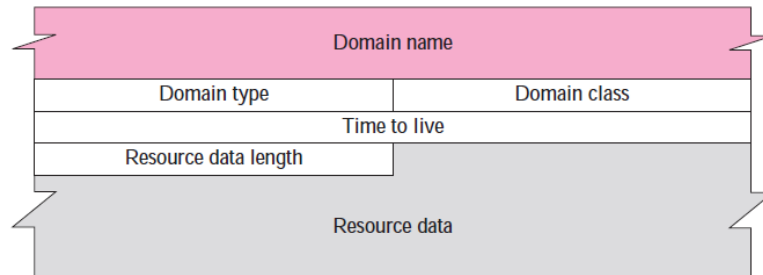 Domain name
Domain type Domain class
Time to live
Resource data length
Resource data